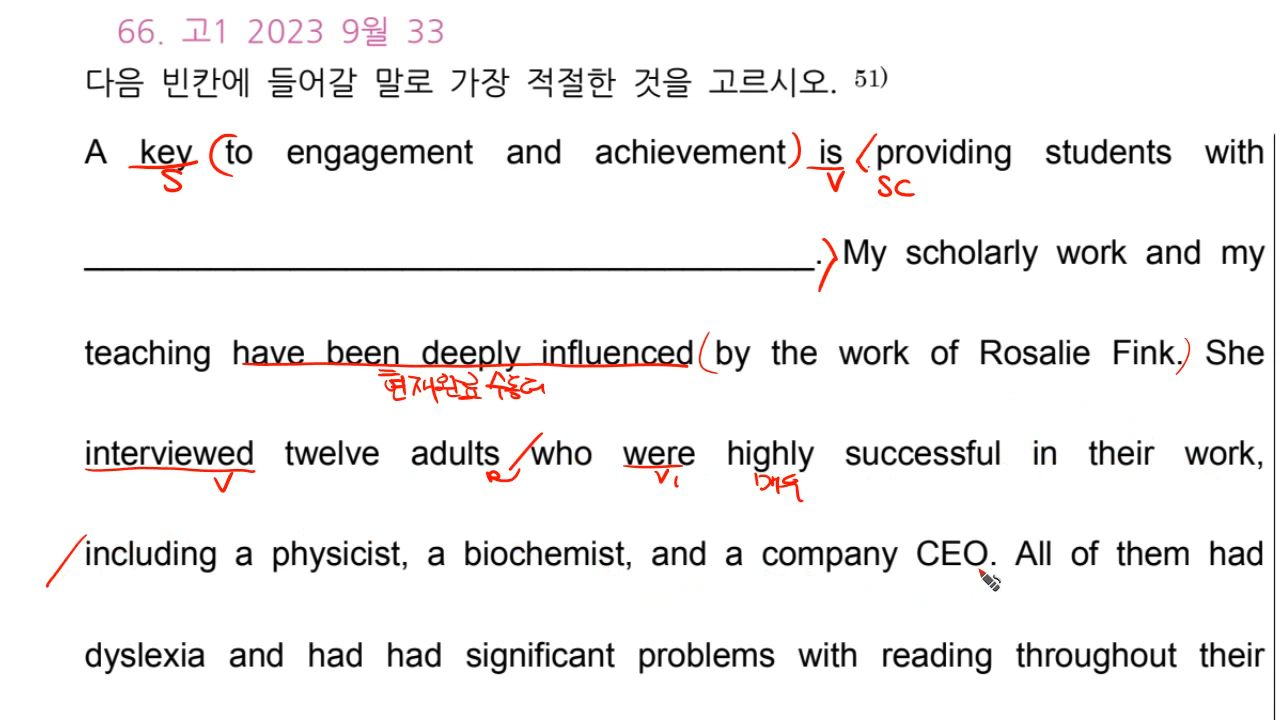 66. 고1 2023 9월 33
다음 빈칸에 들어갈 말로 가장 적절한 것을 고르시오. 51)
A key (to engagement and achievement) is <providing students with
S V SC
________________________________________.> My scholarly work and my
teaching have been deeply influenced (by the work of Rosalie Fink.) She
현재완료 수동태
interviewed twelve adults / who were highly successful in their work,
V V₁ 매우
/ including a physicist, a biochemist, and a company CEO. All of them had
dyslexia and had had significant problems with reading throughout their